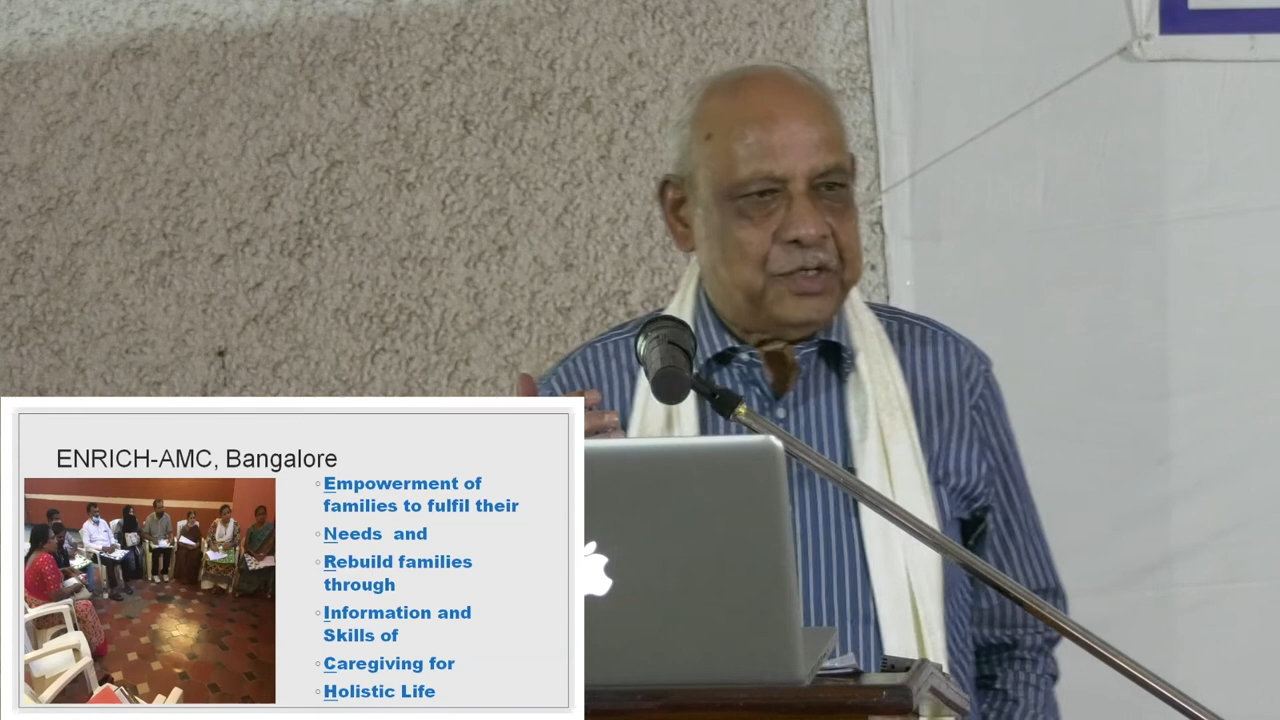 ENRICH-AMC, Bangalore
Empowerment of
families to fulfil their
Needs and
Rebuild families
through
Information and
Skills of
Caregiving for
Holistic Life